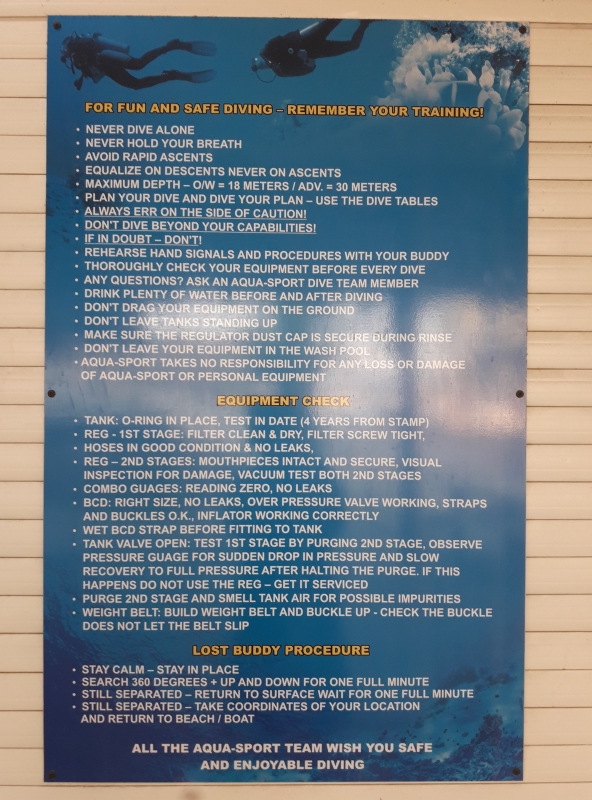 FOR FUN AND SAFE DIVING – REMEMBER YOUR TRAINING!
• NEVER DIVE ALONE
• NEVER HOLD YOUR BREATH
• AVOID RAPID ASCENTS
• EQUALIZE ON DESCENTS NEVER ON ASCENTS
• MAXIMUM DEPTH – O/W = 18 METERS / ADV. = 30 METERS
• PLAN YOUR DIVE AND DIVE YOUR PLAN – USE THE DIVE TABLES
• ALWAYS ERR ON THE SIDE OF CAUTION!
• DON'T DIVE BEYOND YOUR CAPABILITIES!
• IF IN DOUBT – DON'T!
• REHEARSE HAND SIGNALS AND PROCEDURES WITH YOUR BUDDY
• THOROUGHLY CHECK YOUR EQUIPMENT BEFORE EVERY DIVE
• ANY QUESTIONS? ASK AN AQUA-SPORT DIVE TEAM MEMBER
• DRINK PLENTY OF WATER BEFORE AND AFTER DIVING
• DON'T DRAG YOUR EQUIPMENT ON THE GROUND
• DON'T LEAVE TANKS STANDING UP
• MAKE SURE THE REGULATOR DUST CAP IS SECURE DURING RINSE
• DON'T LEAVE YOUR EQUIPMENT IN THE WASH POOL
• AQUA-SPORT TAKES NO RESPONSIBILITY FOR ANY LOSS OR DAMAGE
OF AQUA-SPORT OR PERSONAL EQUIPMENT
EQUIPMENT CHECK
• TANK: O-RING IN PLACE, TEST IN DATE (4 YEARS FROM STAMP)
• REG - 1ST STAGE: FILTER CLEAN & DRY, FILTER SCREW TIGHT,
• HOSES IN GOOD CONDITION & NO LEAKS,
• REG – 2ND STAGES: MOUTHPIECES INTACT AND SECURE, VISUAL
INSPECTION FOR DAMAGE, VACUUM TEST BOTH 2ND STAGES
• COMBO GUAGES: READING ZERO, NO LEAKS
• BCD: RIGHT SIZE, NO LEAKS, OVER PRESSURE VALVE WORKING, STRAPS
AND BUCKLES O.K., INFLATOR WORKING CORRECTLY
• WET BCD STRAP BEFORE FITTING TO TANK
• TANK VALVE OPEN: TEST 1ST STAGE BY PURGING 2ND STAGE, OBSERVE
PRESSURE GUAGE FOR SUDDEN DROP IN PRESSURE AND SLOW
RECOVERY TO FULL PRESSURE AFTER HALTING THE PURGE. IF THIS
HAPPENS DO NOT USE THE REG – GET IT SERVICED
• PURGE 2ND STAGE AND SMELL TANK AIR FOR POSSIBLE IMPURITIES
• WEIGHT BELT: BUILD WEIGHT BELT AND BUCKLE UP - CHECK THE BUCKLE
DOES NOT LET THE BELT SLIP
LOST BUDDY PROCEDURE
• STAY CALM – STAY IN PLACE
• SEARCH 360 DEGREES + UP AND DOWN FOR ONE FULL MINUTE
• STILL SEPARATED – RETURN TO SURFACE WAIT FOR ONE FULL MINUTE
• STILL SEPARATED – TAKE COORDINATES OF YOUR LOCATION
AND RETURN TO BEACH / BOAT
ALL THE AQUA-SPORT TEAM WISH YOU SAFE
AND ENJOYABLE DIVING